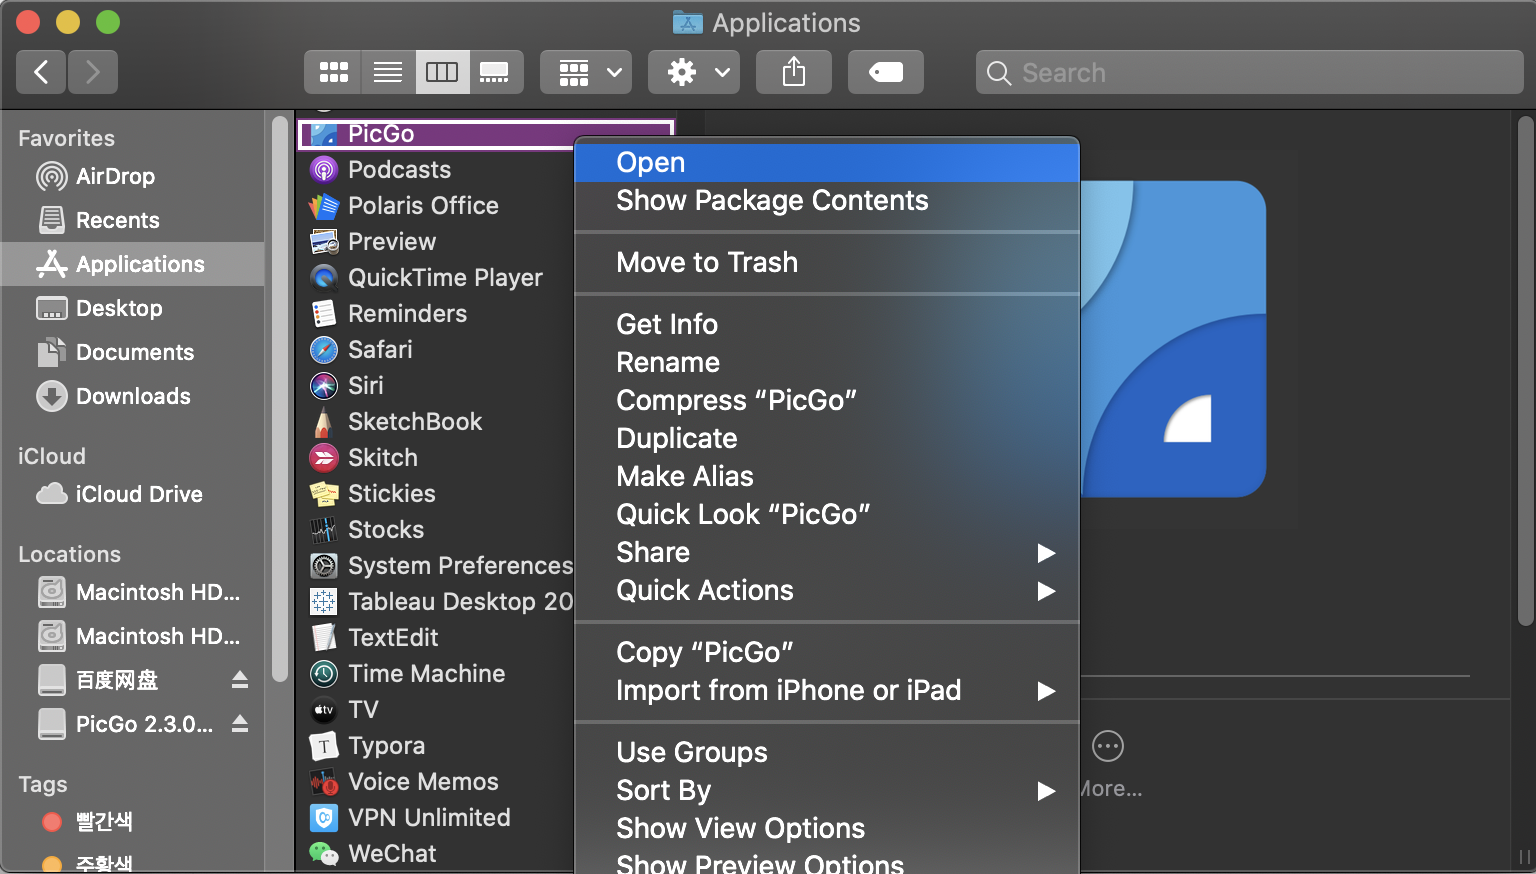 Applications
Search
Favorites
AirDrop
Recents
Applications
Desktop
Documents
Downloads
iCloud
iCloud Drive
Locations
Macintosh HD...
Macintosh HD...
百度网盘
PicGo 2.3.0...
Tags
빨간색
주황색
PicGo
Podcasts
Polaris Office
Preview
QuickTime Player
Reminders
Safari
Siri
SketchBook
Skitch
Stickies
Stocks
System Preferences
Tableau Desktop 20
TextEdit
Time Machine
TV
Typora
Voice Memos
VPN Unlimited
WeChat
Open
Show Package Contents
Move to Trash
Get Info
Rename
Compress “PicGo”
Duplicate
Make Alias
Quick Look “PicGo”
Share
Quick Actions
Copy “PicGo”
Import from iPhone or iPad
Use Groups
Sort By
Show View Options
Show Preview Options
More...